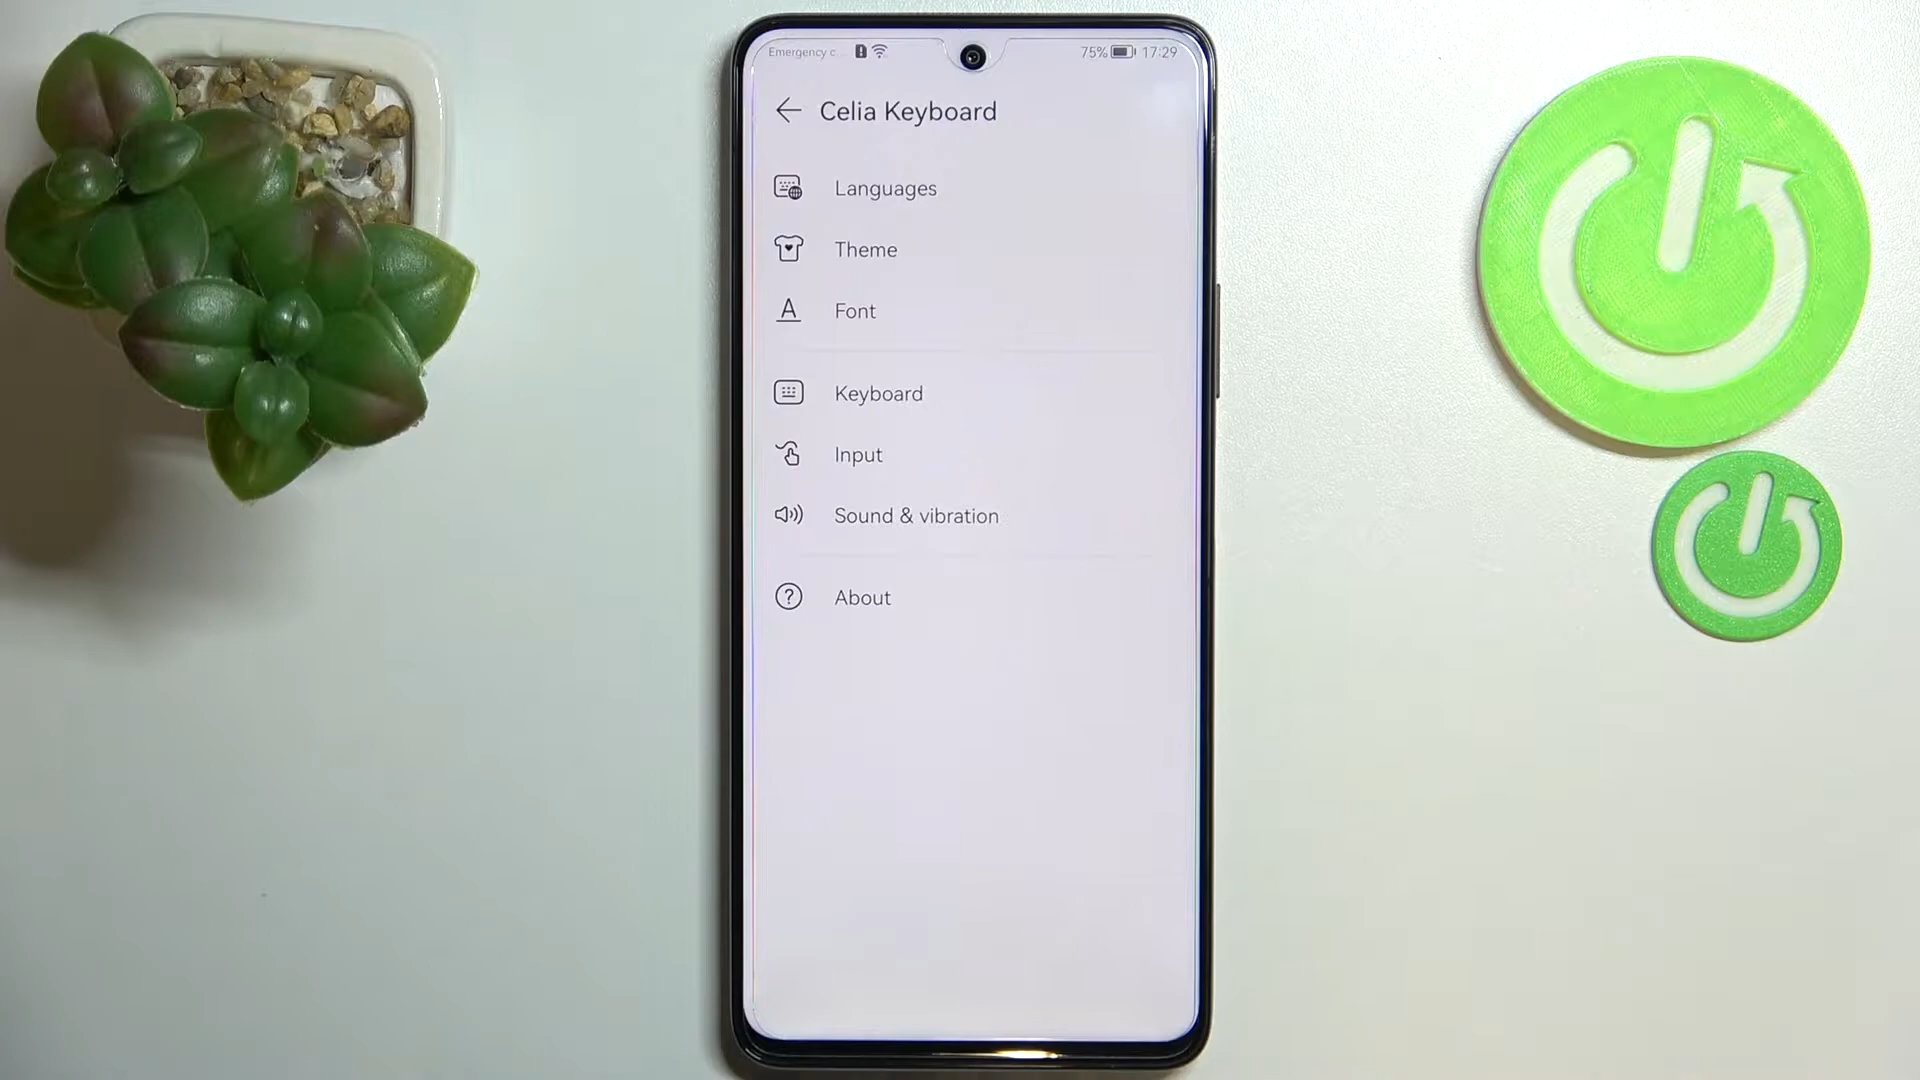 Emergency c
75% 17:29
Celia Keyboard
Languages
Theme
Font
Keyboard
Input
Sound & vibration
About